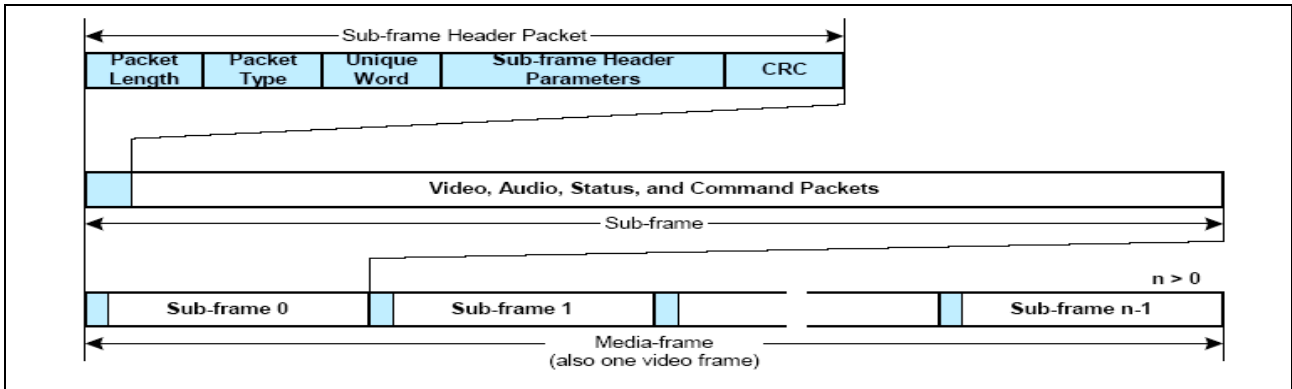 Sub-frame Header Packet
Packet Length
Packet Type
Unique Word
Sub-frame Header Parameters
CRC
Video, Audio, Status, and Command Packets
Sub-frame
n > 0
Sub-frame 0
Sub-frame 1
Sub-frame n-1
Media-frame
(also one video frame)